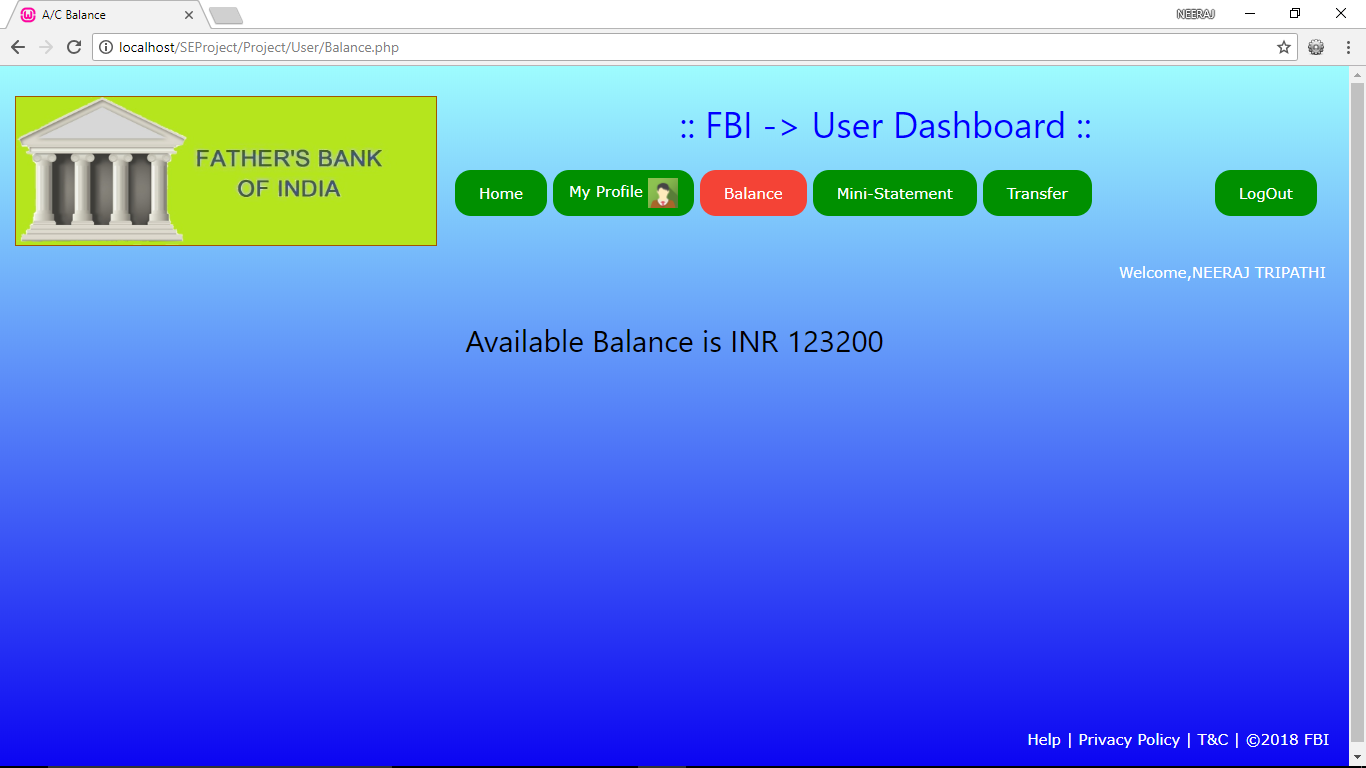 A/C Balance
NEERAJ
localhost/SEProject/Project/User/Balance.php
FATHER'S BANK
OF INDIA
:: FBI -> User Dashboard ::
Home My Profile Balance Mini-Statement Transfer LogOut
Welcome,NEERAJ TRIPATHI
Available Balance is INR 123200
Help | Privacy Policy | T&C | ©2018 FBI